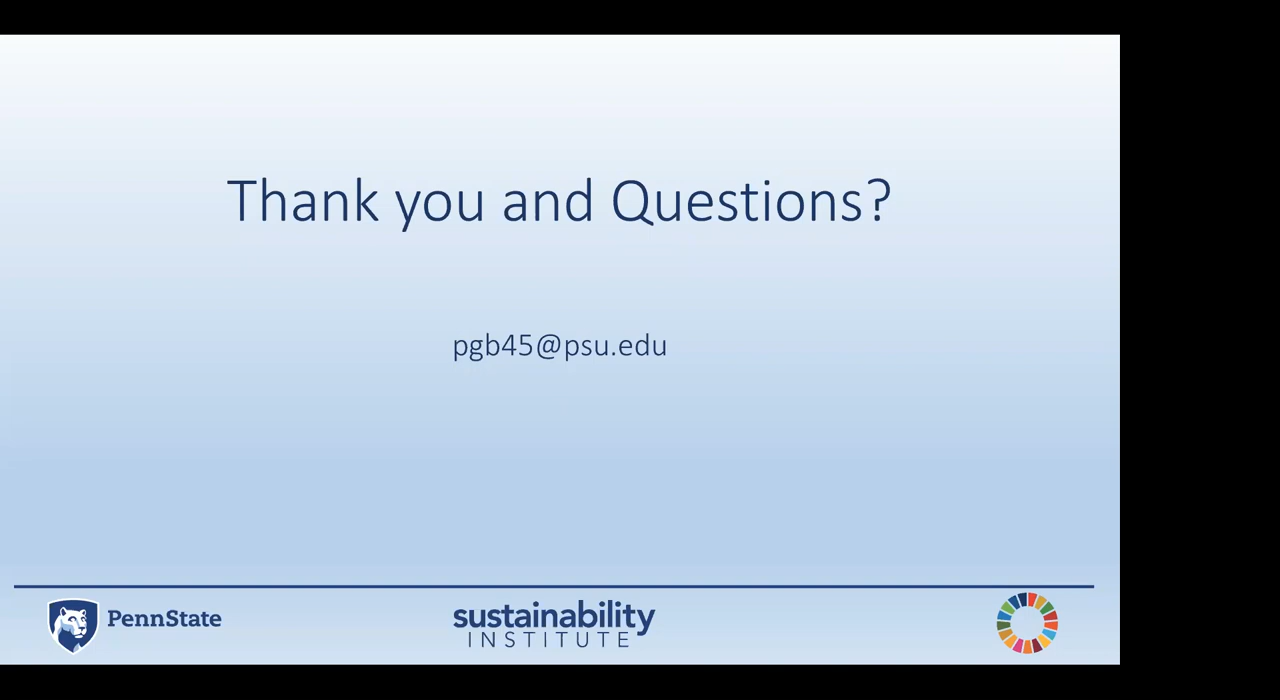 Thank you and Questions?
pgb45@psu.edu
PennState
sustainability
INSTITUTE